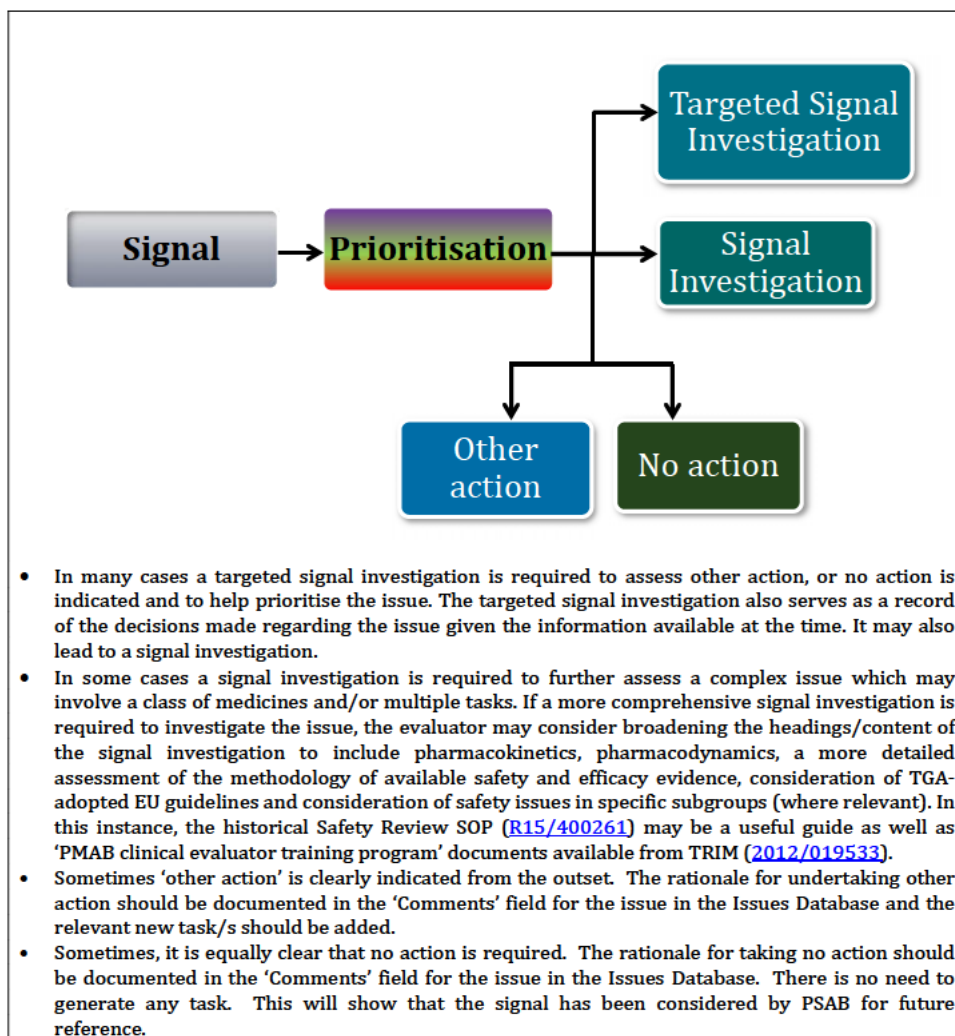 Targeted Signal
Investigation
Signal
Prioritisation
Signal
Investigation
Other
action
No action
• In many cases a targeted signal investigation is required to assess other action, or no action is
indicated and to help prioritise the issue. The targeted signal investigation also serves as a record
of the decisions made regarding the issue given the information available at the time. It may also
lead to a signal investigation.
• In some cases a signal investigation is required to further assess a complex issue which may
involve a class of medicines and/or multiple tasks. If a more comprehensive signal investigation is
required to investigate the issue, the evaluator may consider broadening the headings/content of
the signal investigation to include pharmacokinetics, pharmacodynamics, a more detailed
assessment of the methodology of available safety and efficacy evidence, consideration of TGA-
adopted EU guidelines and consideration of safety issues in specific subgroups (where relevant). In
this instance, the historical Safety Review SOP (R15/400261) may be a useful guide as well as
‘PMAB clinical evaluator training program’ documents available from TRIM (2012/019533).
• Sometimes ‘other action’ is clearly indicated from the outset. The rationale for undertaking other
action should be documented in the ‘Comments’ field for the issue in the Issues Database and the
relevant new task/s should be added.
• Sometimes, it is equally clear that no action is required. The rationale for taking no action should
be documented in the ‘Comments’ field for the issue in the Issues Database. There is no need to
generate any task. This will show that the signal has been considered by PSAB for future
reference.